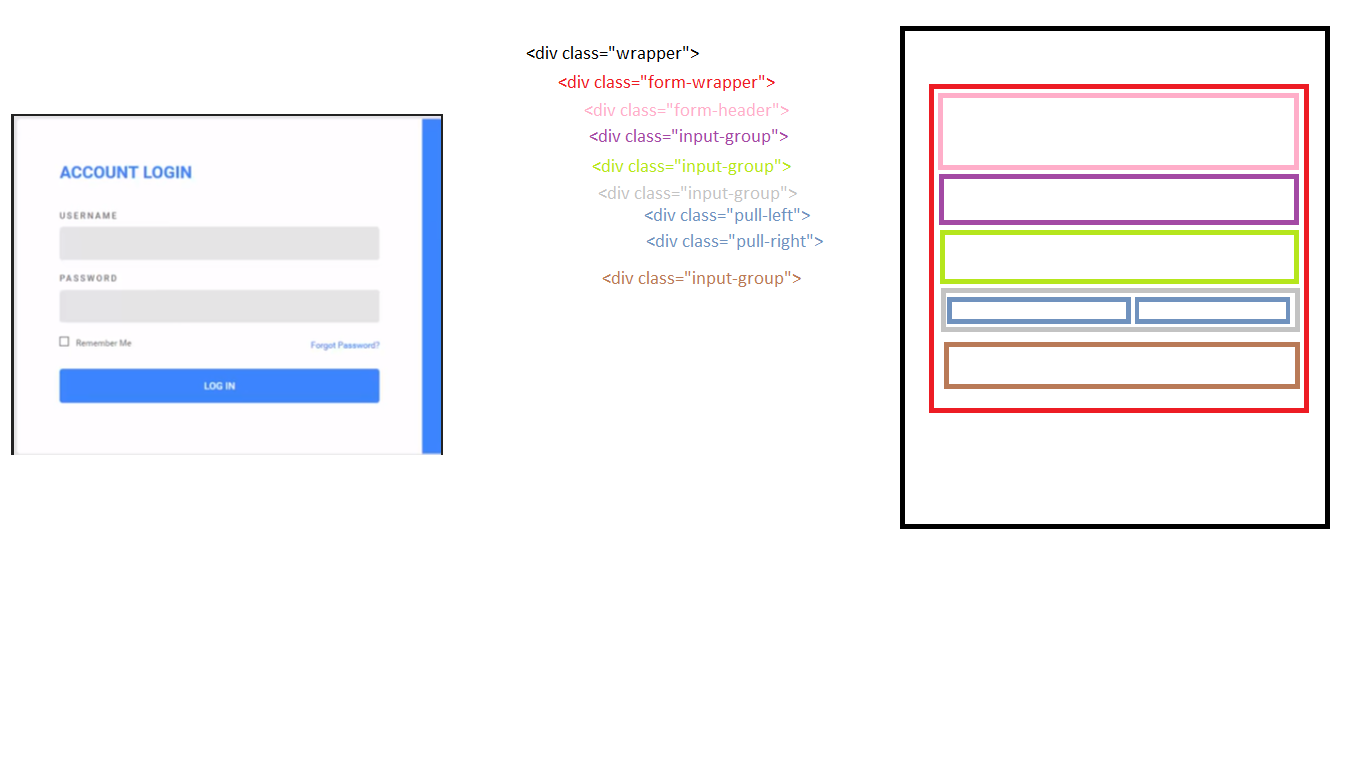 ACCOUNT LOGIN
USERNAME
PASSWORD
Remember Me
Forgot Password?
LOG IN
<div class="wrapper">
<div class="form-wrapper">
<div class="form-header">
<div class="input-group">
<div class="input-group">
<div class="input-group">
<div class="pull-left">
<div class="pull-right">
<div class="input-group">